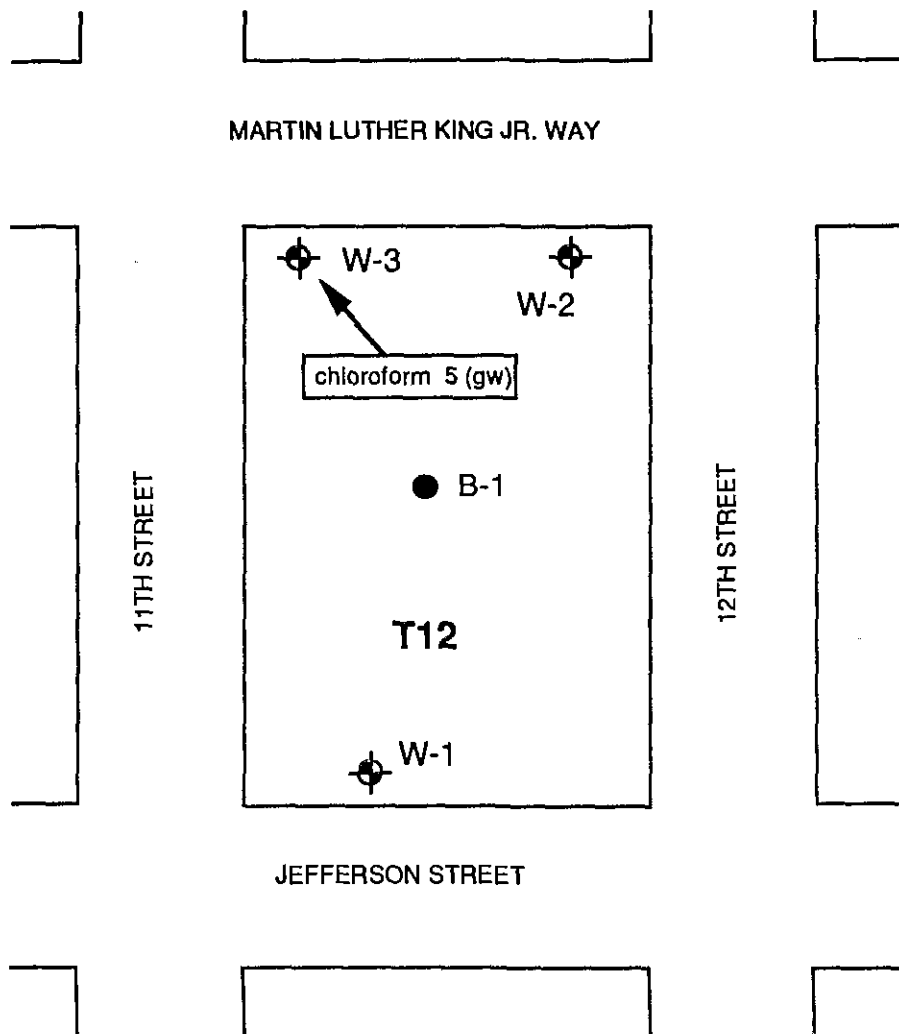 MARTIN LUTHER KING JR. WAY
W-3
W-2
chloroform 5 (gw)
B-1
11TH STREET
12TH STREET
T12
W-1
JEFFERSON STREET